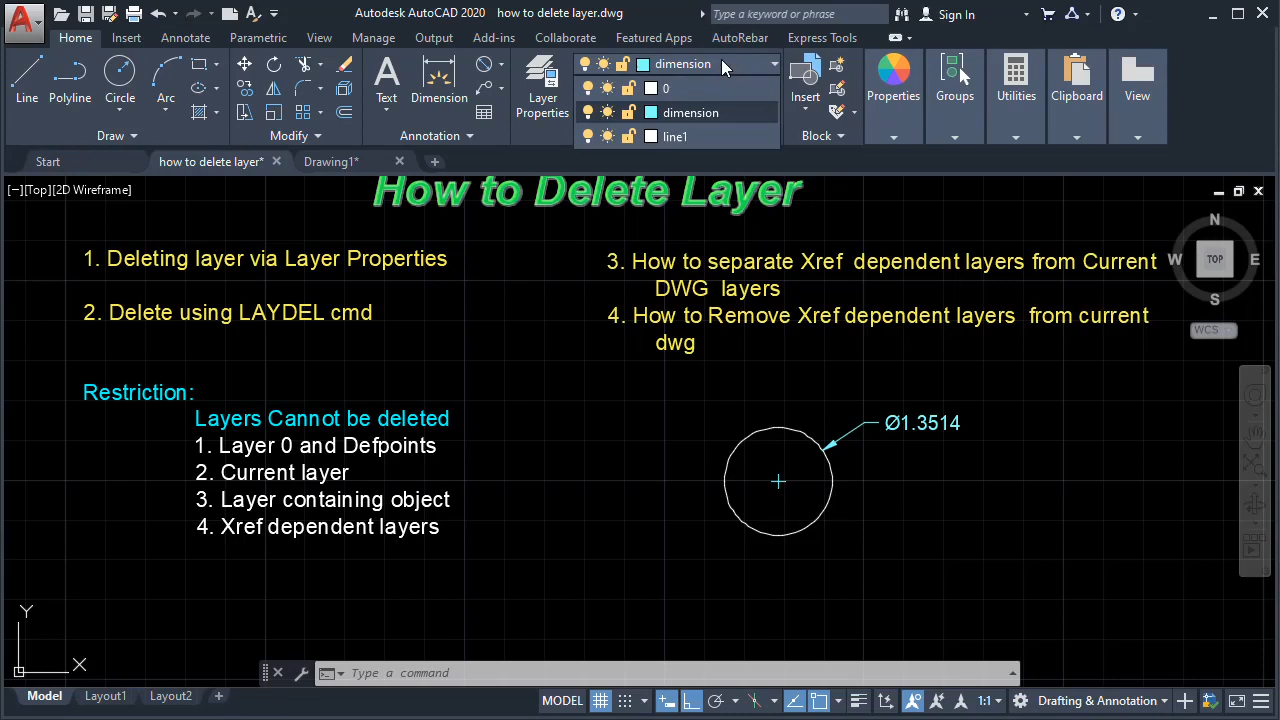 Autodesk AutoCAD 2020 how to delete layer.dwg Type a keyword or phrase Sign In
Home Insert Annotate Parametric View Manage Output Add-ins Collaborate Featured Apps AutoRebar Express Tools
Line Polyline Circle Arc Text Dimension Layer Properties Insert Properties Groups Utilities Clipboard View
dimension
0
dimension
line1
Draw Modify Annotation Block
Start how to delete layer* Drawing1*
[−][Top][2D Wireframe]
How to Delete Layer
1. Deleting layer via Layer Properties
2. Delete using LAYDEL cmd
3. How to separate Xref dependent layers from Current
DWG layers
4. How to Remove Xref dependent layers from current
dwg
Restriction:
Layers Cannot be deleted
1. Layer 0 and Defpoints
2. Current layer
3. Layer containing object
4. Xref dependent layers
Ø1.3514
N
W TOP E
S
WCS
Y
X
Type a command
Model Layout1 Layout2 MODEL 1:1 Drafting & Annotation